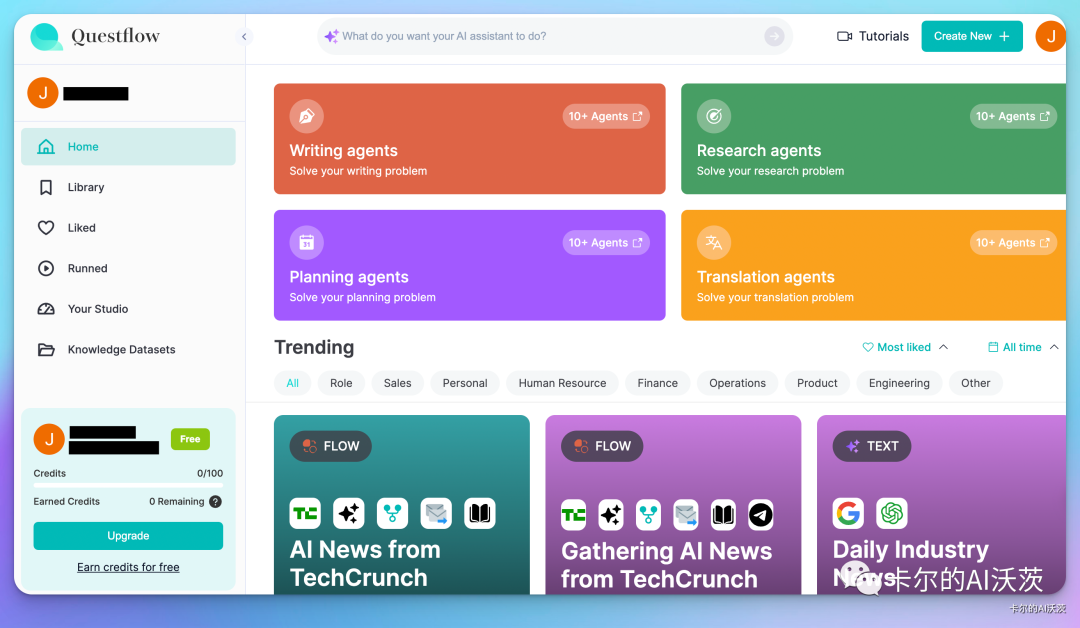 Questflow
What do you want your AI assistant to do?
Tutorials
Create New +
J
J
Home
Library
Liked
Runned
Your Studio
Knowledge Datasets
J
Free
Credits 0/100
Earned Credits 0 Remaining ?
Upgrade
Earn credits for free
10+ Agents
Writing agents
Solve your writing problem
10+ Agents
Research agents
Solve your research problem
31
10+ Agents
Planning agents
Solve your planning problem
10+ Agents
Translation agents
Solve your translation problem
Trending
Most liked
All time
All Role Sales Personal Human Resource Finance Operations Product Engineering Other
FLOW
AI News from
TechCrunch
FLOW
Gathering AI News
from TechCrunch
TEXT
Daily Industry
News
卡尔的AI沃茨
卡尔的AI沃茨